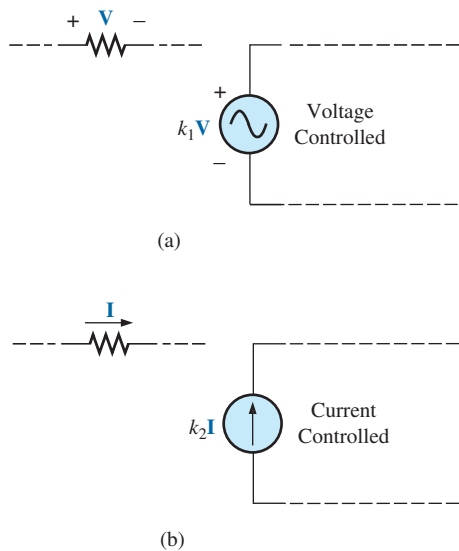 + V –
+
k₁V
–
Voltage
Controlled
(a)
I
k₂I
Current
Controlled
(b)